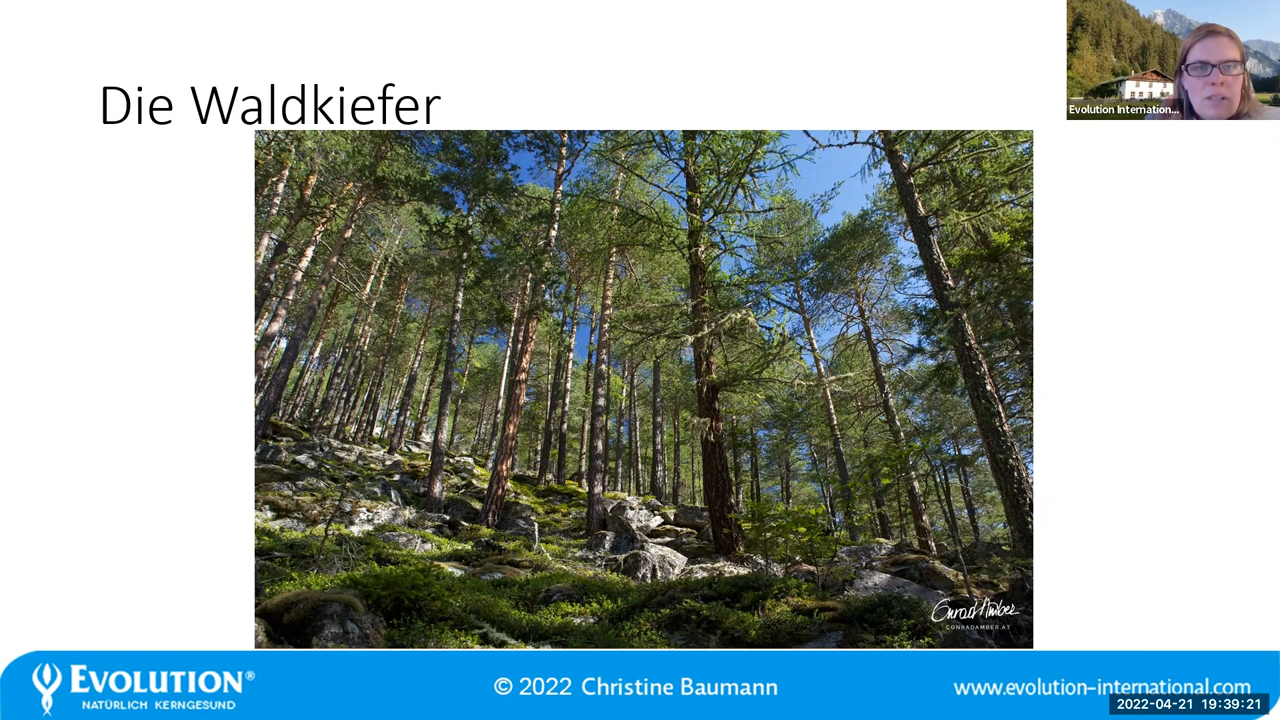 Die Waldkiefer
Evolution Internation...
Conrad Amber
CONRADAMBER.AT
EVOLUTION®
NATÜRLICH KERNGESUND
© 2022 Christine Baumann
www.evolution-international.com
2022-04-21 19:39:21